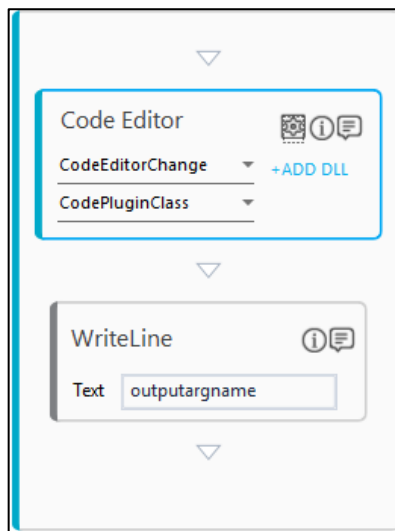 Code Editor
CodeEditorChange
+ADD DLL
CodePluginClass
WriteLine
Text
outputargname